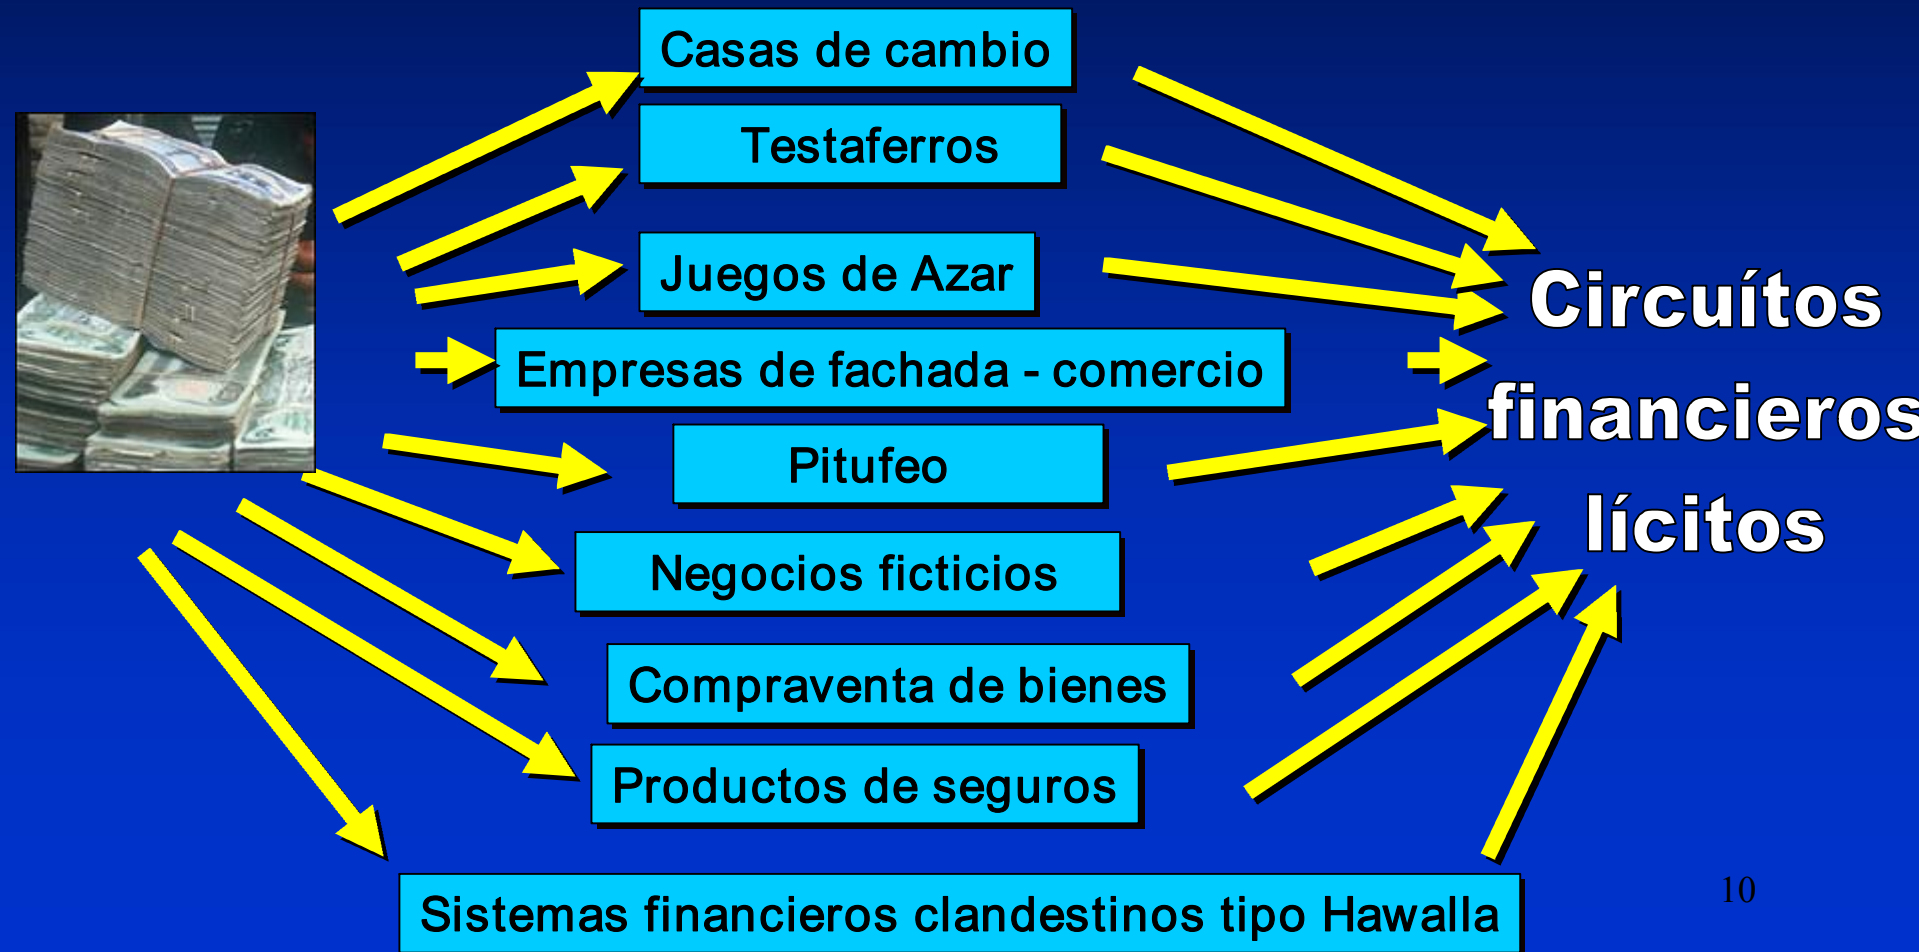 Casas de cambio
Testaferros
Juegos de Azar
Empresas de fachada - comercio
Pitufeo
Negocios ficticios
Compraventa de bienes
Productos de seguros
Sistemas financieros clandestinos tipo Hawalla
Circuítos
financieros
lícitos
10